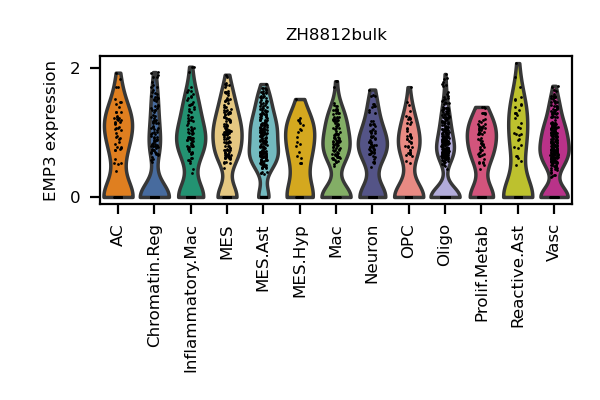 ZH8812bulk
EMP3 expression
2
0
AC
Chromatin.Reg
Inflammatory.Mac
MES
MES.Ast
MES.Hyp
Mac
Neuron
OPC
Oligo
Prolif.Metab
Reactive.Ast
Vasc